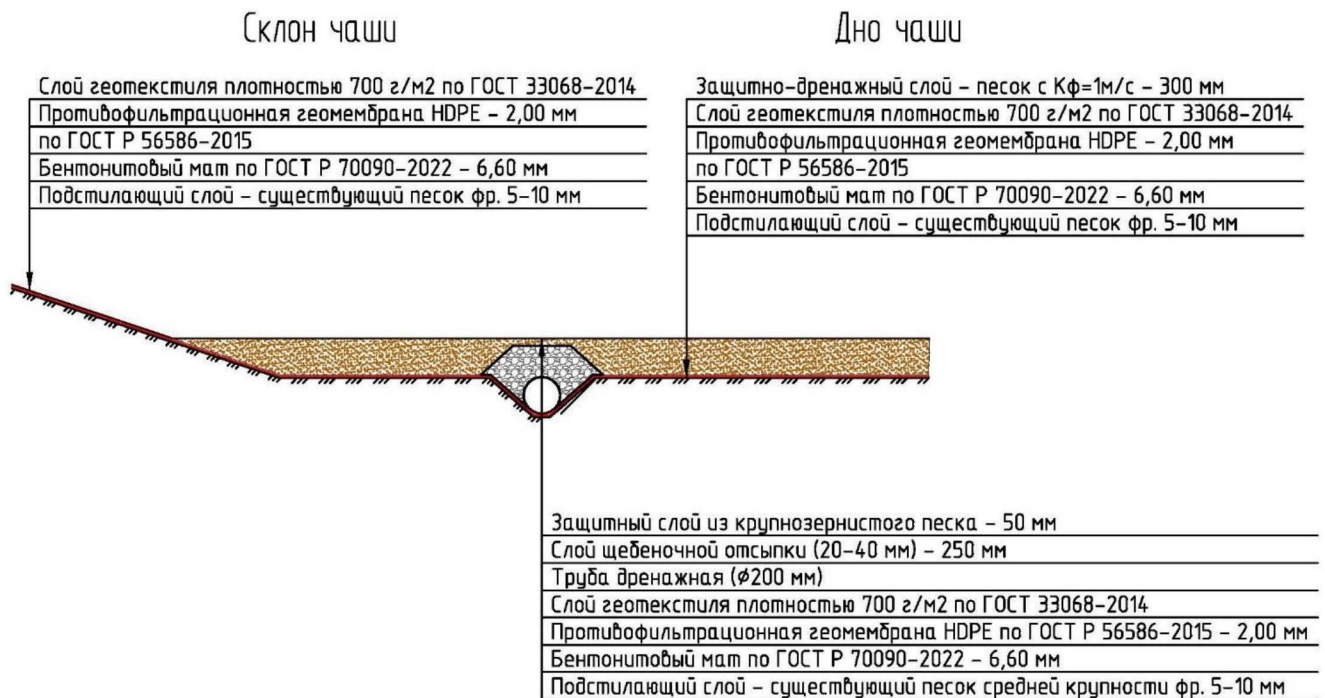 Склон чаши
Слой геотекстиля плотностью 700 г/м2 по ГОСТ 33068-2014
Противофильтрационная геомембрана HDPE - 2,00 мм
по ГОСТ Р 56586-2015
Бентонитовый мат по ГОСТ Р 70090-2022 - 6,60 мм
Подстилающий слой - существующий песок фр. 5-10 мм
Дно чаши
Защитно-дренажный слой - песок с Кф=1м/с - 300 мм
Слой геотекстиля плотностью 700 г/м2 по ГОСТ 33068-2014
Противофильтрационная геомембрана HDPE - 2,00 мм
по ГОСТ Р 56586-2015
Бентонитовый мат по ГОСТ Р 70090-2022 - 6,60 мм
Подстилающий слой - существующий песок фр. 5-10 мм
Защитный слой из крупнозернистого песка - 50 мм
Слой щебеночной отсыпки (20-40 мм) - 250 мм
Труба дренажная (Ø200 мм)
Слой геотекстиля плотностью 700 г/м2 по ГОСТ 33068-2014
Противофильтрационная геомембрана HDPE по ГОСТ Р 56586-2015 - 2,00 мм
Бентонитовый мат по ГОСТ Р 70090-2022 - 6,60 мм
Подстилающий слой - существующий песок средней крупности фр. 5-10 мм